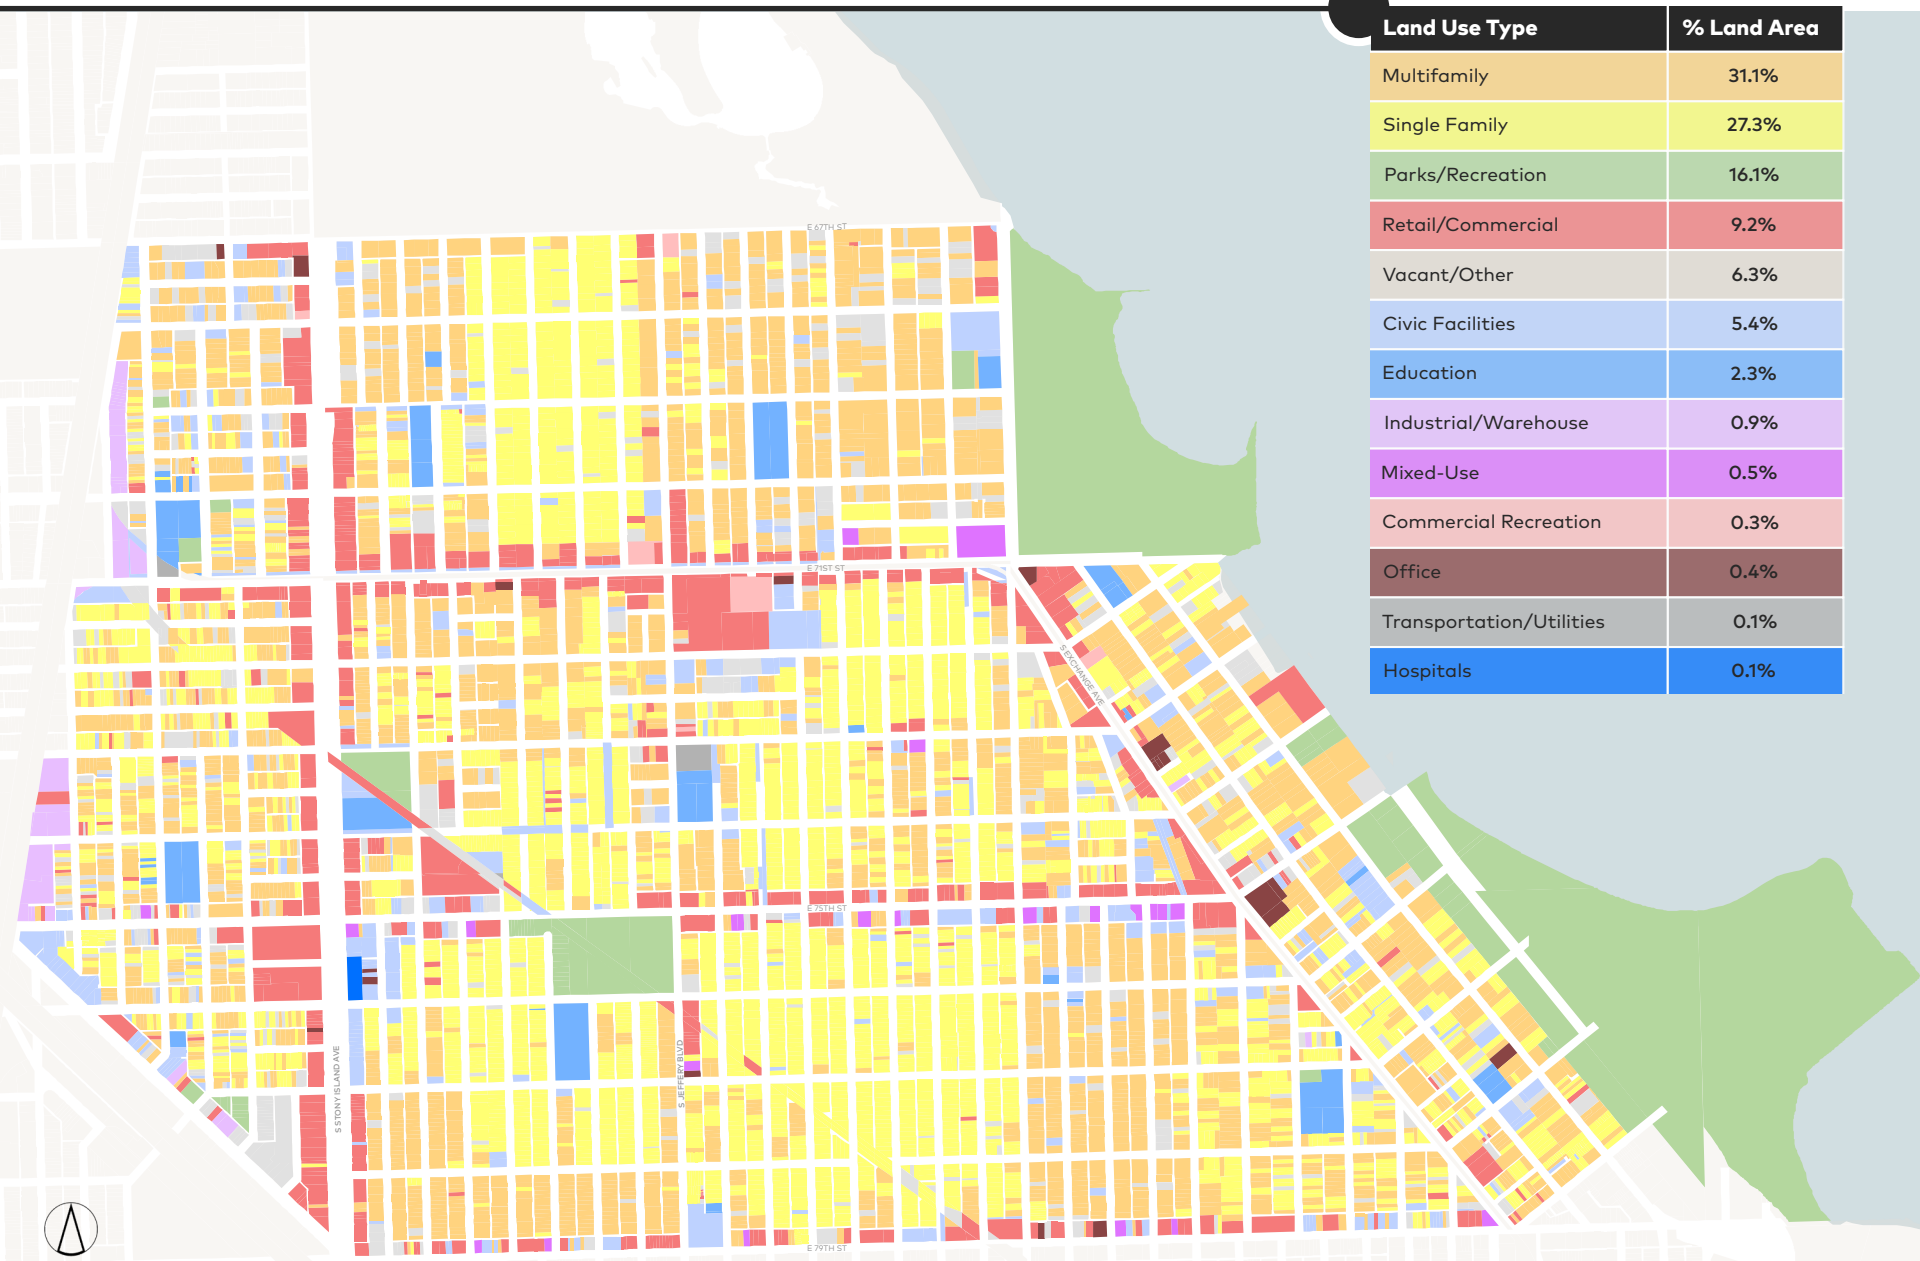 Land Use Type % Land Area
Multifamily 31.1%
Single Family 27.3%
Parks/Recreation 16.1%
Retail/Commercial 9.2%
Vacant/Other 6.3%
Civic Facilities 5.4%
Education 2.3%
Industrial/Warehouse 0.9%
Mixed-Use 0.5%
Commercial Recreation 0.3%
Office 0.4%
Transportation/Utilities 0.1%
Hospitals 0.1%
E 67TH ST
E 71ST ST
S EXCHANGE AVE
E 75TH ST
S STONY ISLAND AVE
S JEFFERY BLVD
E 79TH ST